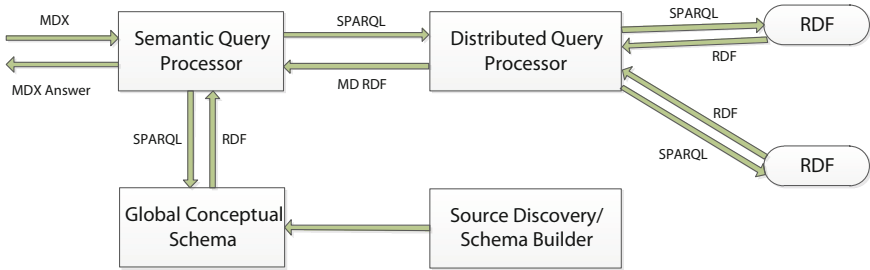 MDX
MDX Answer
Semantic Query
Processor
SPARQL
MD RDF
Distributed Query
Processor
SPARQL
RDF
RDF
RDF
SPARQL
RDF
SPARQL
RDF
Global Conceptual
Schema
Source Discovery/
Schema Builder